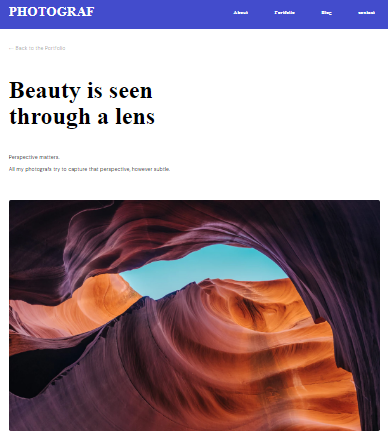 PHOTOGRAF
About Portfolio Blog contact
← Back to the Portfolio
Beauty is seen
through a lens
Perspective matters.
All my photografs try to capture that perspective, however subtle.